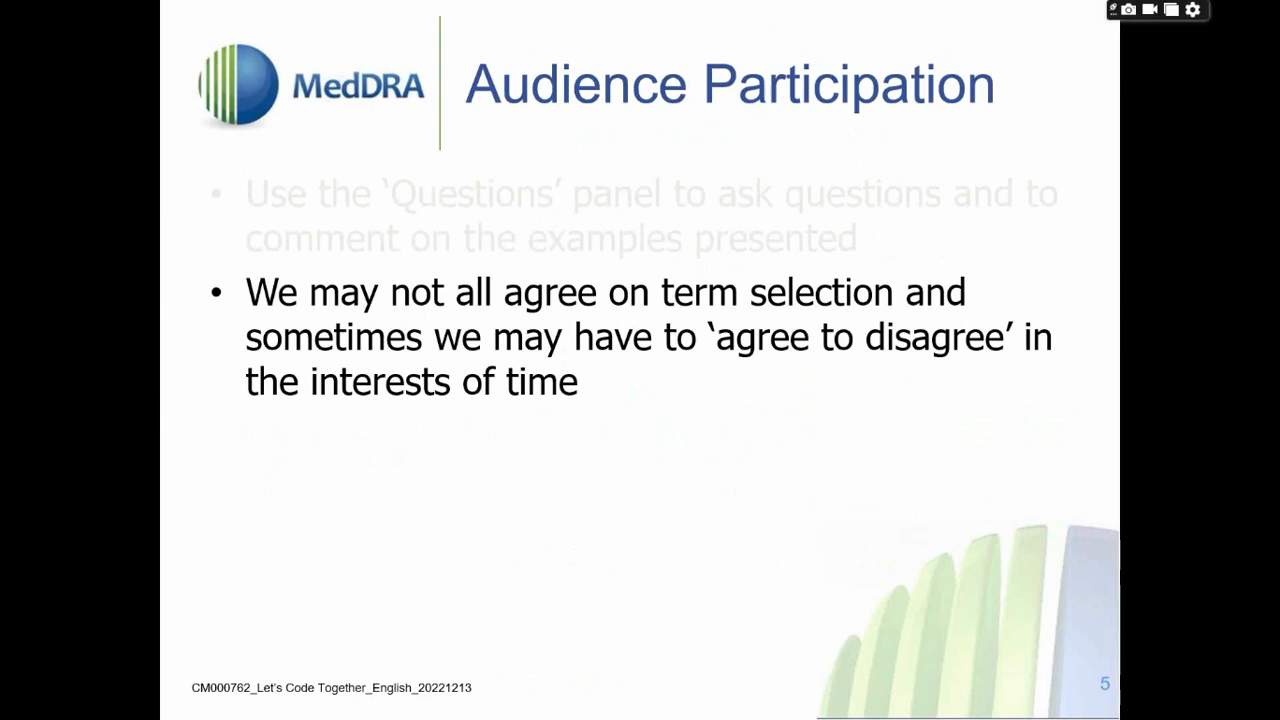 MedDRA
Audience Participation
• Use the ‘Questions’ panel to ask questions and to
comment on the examples presented
• We may not all agree on term selection and
sometimes we may have to ‘agree to disagree’ in
the interests of time
CM000762_Let’s Code Together_English_20221213
5